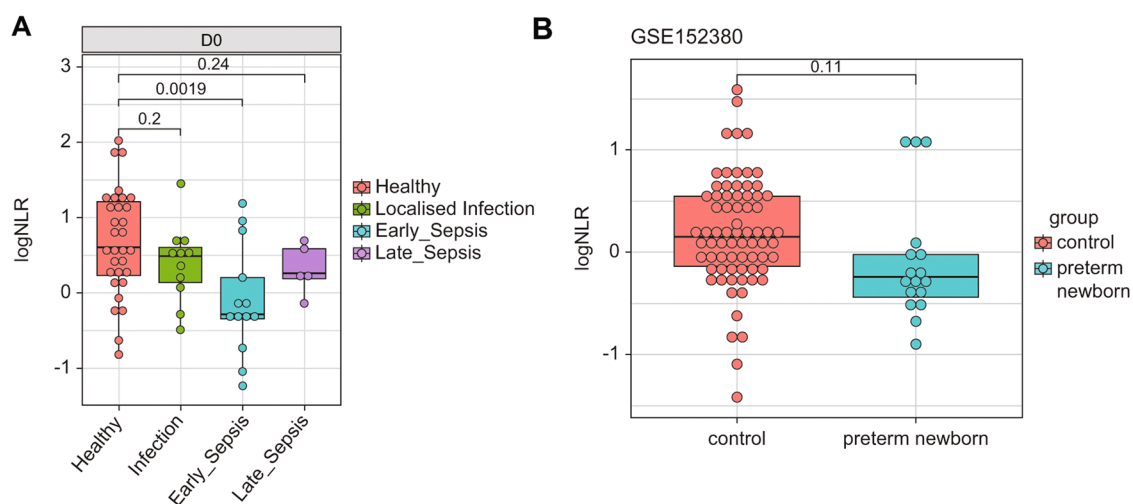 A
D0
3
2
1
0
-1
logNLR
0.24
0.0019
0.2
Healthy
Infection
Early_Sepsis
Late_Sepsis
Healthy
Localised Infection
Early_Sepsis
Late_Sepsis
B
GSE152380
1
0
-1
logNLR
0.11
control
preterm newborn
group
control
preterm
newborn